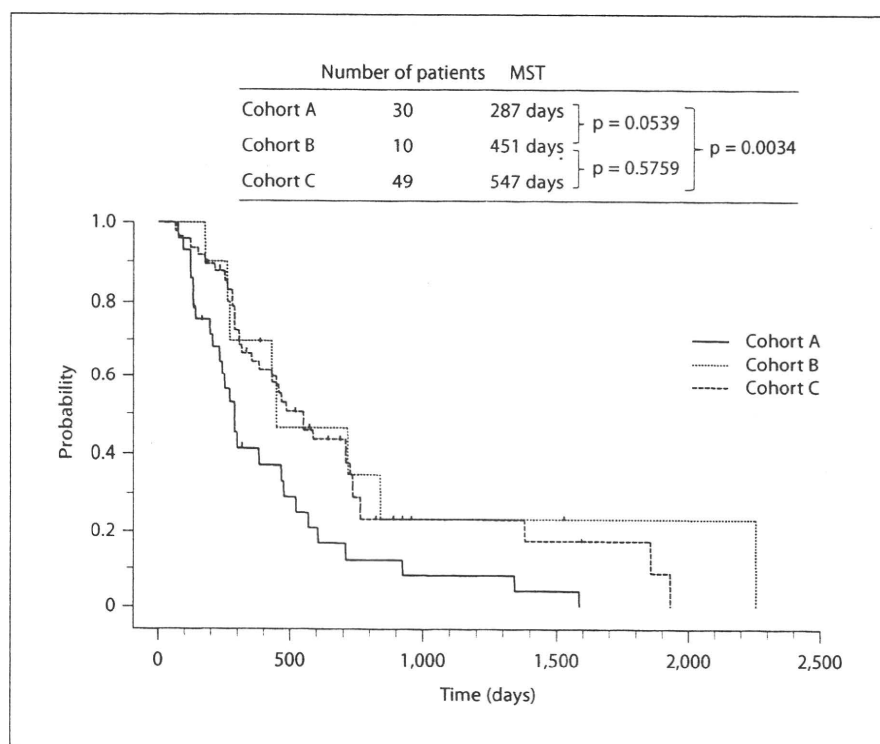 Number of patients MST
Cohort A 30 287 days
p = 0.0539
Cohort B 10 451 days
p = 0.0034
p = 0.5759
Cohort C 49 547 days
1.0
0.8
0.6
0.4
0.2
0
Probability
Cohort A
Cohort B
Cohort C
0 500 1,000 1,500 2,000 2,500
Time (days)